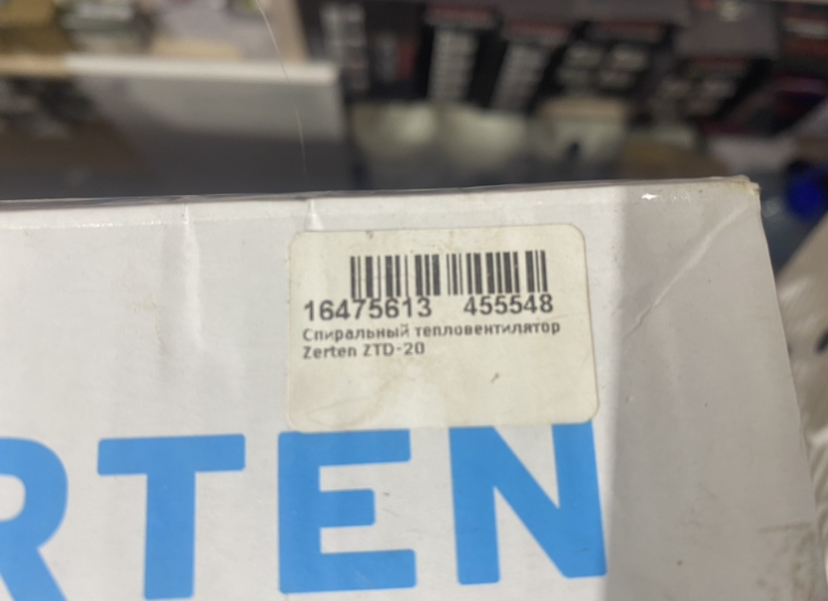 16475613 455548
Спиральный тепловентилятор
Zerten ZTD-20
RTEN